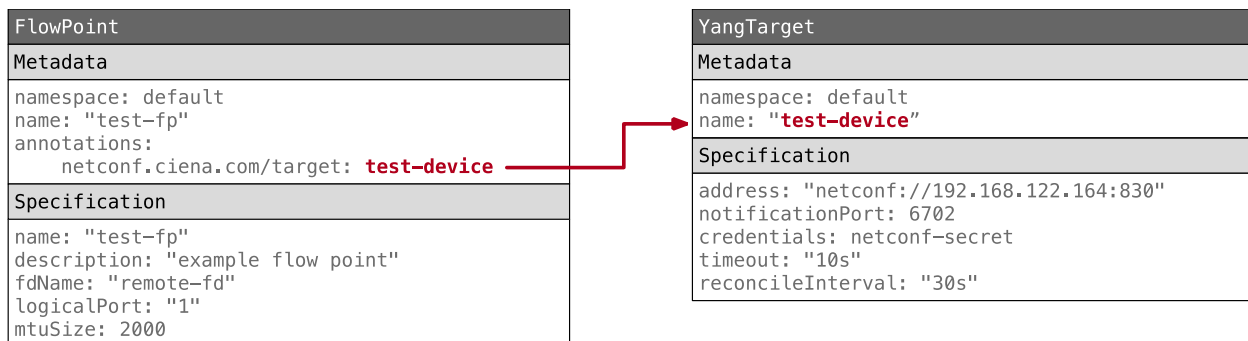 FlowPoint
Metadata
namespace: default
name: "test-fp"
annotations:
    netconf.ciena.com/target: test-device
Specification
name: "test-fp"
description: "example flow point"
fdName: "remote-fd"
logicalPort: "1"
mtuSize: 2000
YangTarget
Metadata
namespace: default
name: "test-device”
Specification
address: "netconf://192.168.122.164:830"
notificationPort: 6702
credentials: netconf-secret
timeout: "10s"
reconcileInterval: "30s"